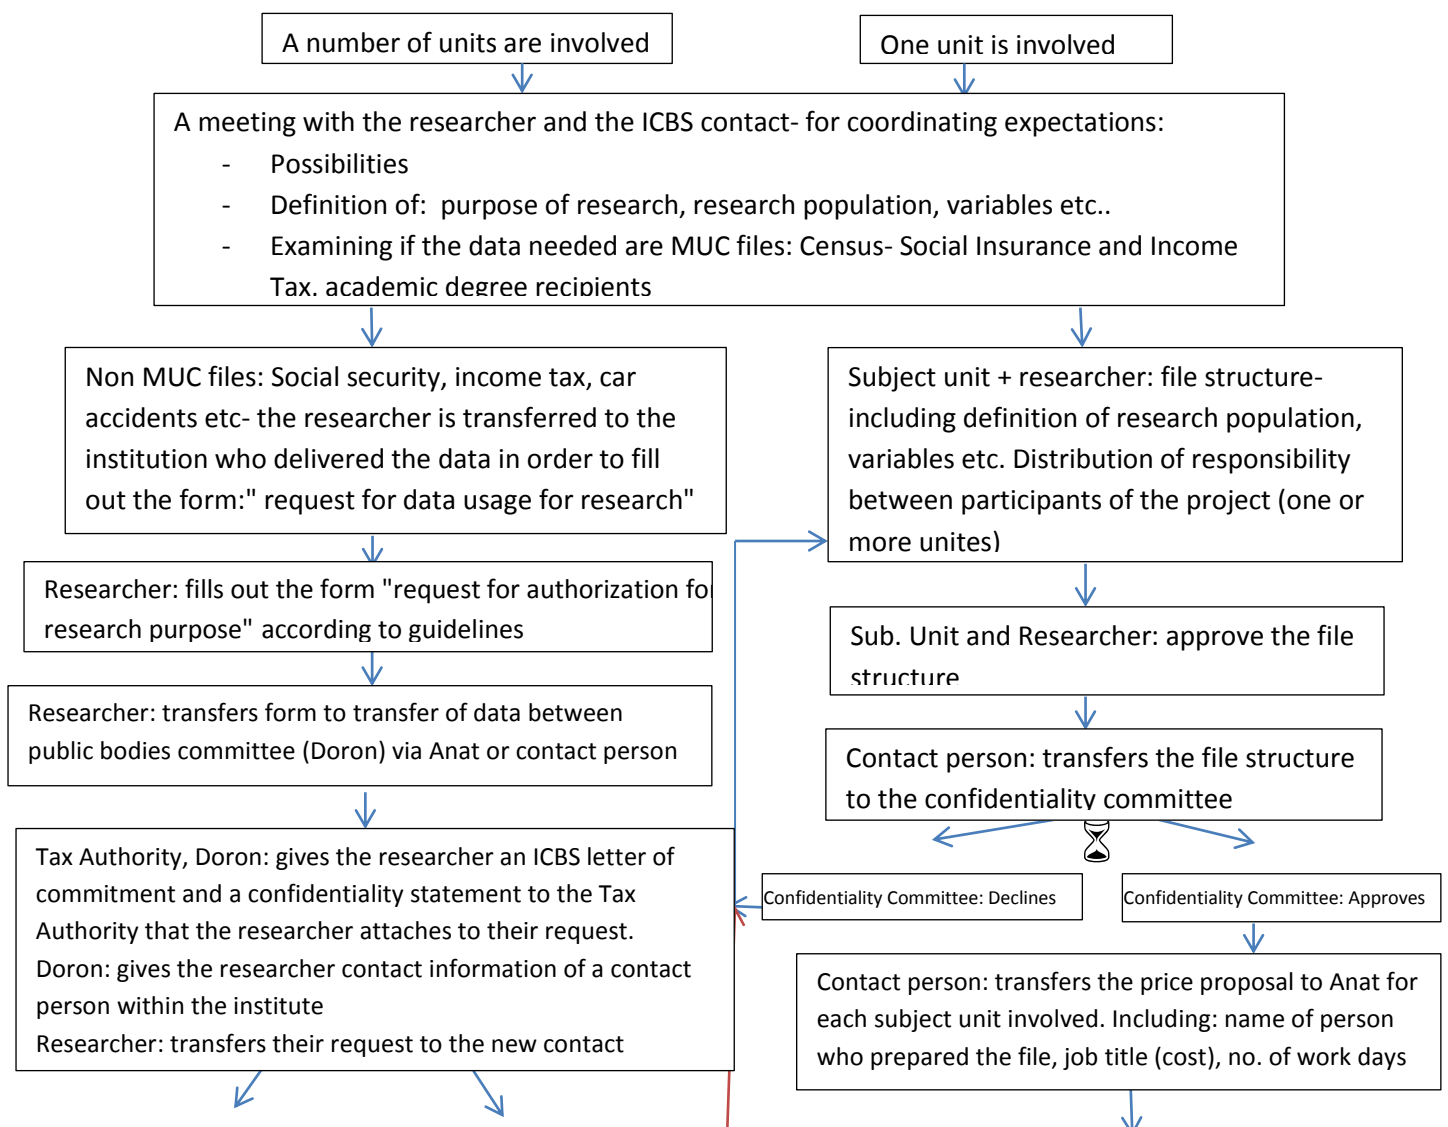 A number of units are involved
One unit is involved
A meeting with the researcher and the ICBS contact- for coordinating expectations:
- Possibilities
- Definition of: purpose of research, research population, variables etc..
- Examining if the data needed are MUC files: Census- Social Insurance and Income
Tax, academic degree recipients
Non MUC files: Social security, income tax, car
accidents etc- the researcher is transferred to the
institution who delivered the data in order to fill
out the form:" request for data usage for research"
Researcher: fills out the form "request for authorization for
research purpose" according to guidelines
Researcher: transfers form to transfer of data between
public bodies committee (Doron) via Anat or contact person
Tax Authority, Doron: gives the researcher an ICBS letter of
commitment and a confidentiality statement to the Tax
Authority that the researcher attaches to their request.
Doron: gives the researcher contact information of a contact
person within the institute
Researcher: transfers their request to the new contact
Subject unit + researcher: file structure-
including definition of research population,
variables etc. Distribution of responsibility
between participants of the project (one or
more unites)
Sub. Unit and Researcher: approve the file
structure
Contact person: transfers the file structure
to the confidentiality committee
Confidentiality Committee: Declines
Confidentiality Committee: Approves
Contact person: transfers the price proposal to Anat for
each subject unit involved. Including: name of person
who prepared the file, job title (cost), no. of work days